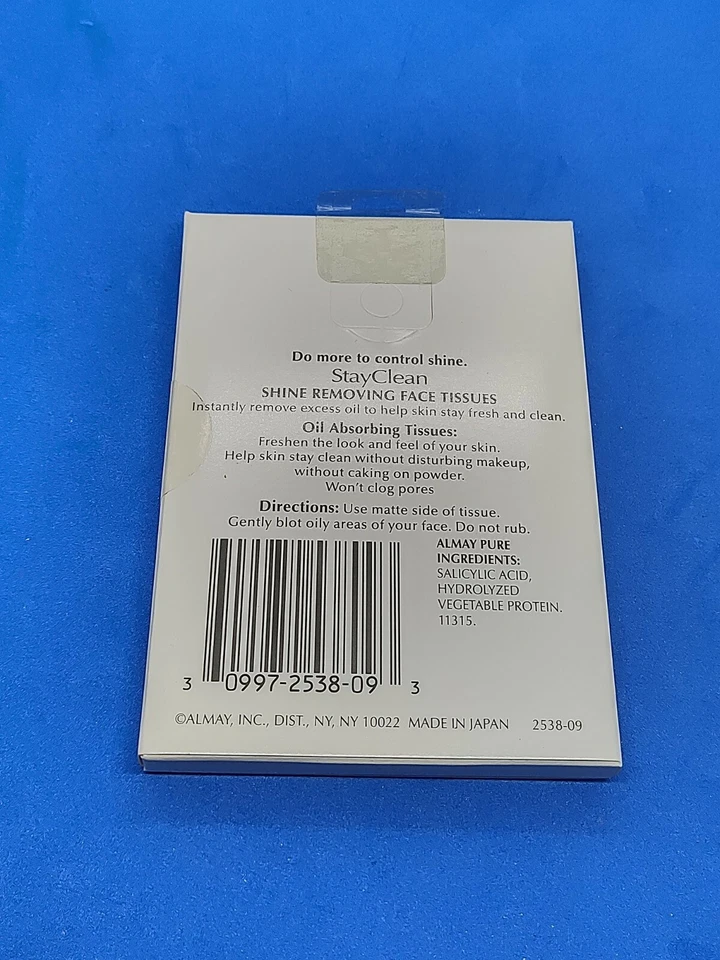 Do more to control shine.
StayClean
SHINE REMOVING FACE TISSUES
Instantly remove excess oil to help skin stay fresh and clean.
Oil Absorbing Tissues:
Freshen the look and feel of your skin.
Help skin stay clean without disturbing makeup,
without caking on powder.
Won't clog pores
Directions: Use matte side of tissue.
Gently blot oily areas of your face. Do not rub.
ALMAY PURE
INGREDIENTS:
SALICYLIC ACID,
HYDROLYZED
VEGETABLE PROTEIN.
11315.
3 0997-2538-09 3
©ALMAY, INC., DIST., NY, NY 10022 MADE IN JAPAN 2538-09